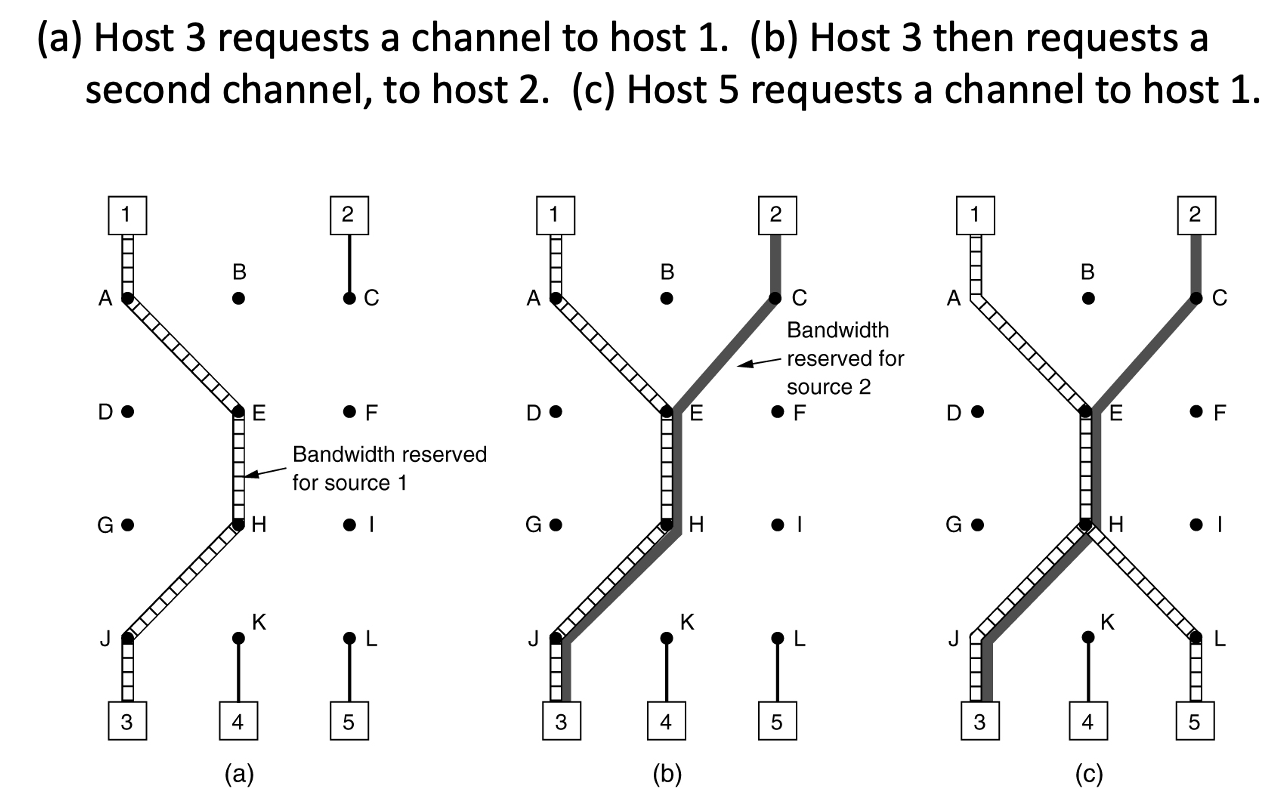 (a) Host 3 requests a channel to host 1.  (b) Host 3 then requests a
second channel, to host 2.  (c) Host 5 requests a channel to host 1.
1
2
B
A
C
D
E
F
Bandwidth reserved
for source 1
G
H
I
J
K
L
3
4
5
(a)
1
2
B
A
C
Bandwidth
reserved for
source 2
D
E
F
G
H
I
J
K
L
3
4
5
(b)
1
2
B
A
C
D
E
F
G
H
I
J
K
L
3
4
5
(c)